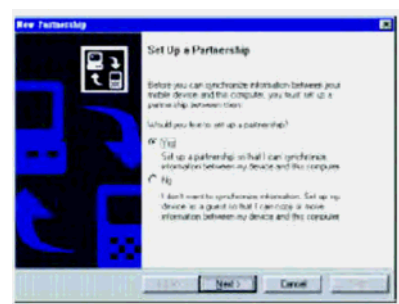 New Partnership
Set Up a Partnership
Before you can synchronize information between your
mobile device and this computer, you must set up a
partnership between them.
Would you like to set up a partnership?
Yes
Set up a partnership so that I can synchronize
information between my device and this computer
No
I don't want to synchronize information. Set up my
device as a guest so that I can copy or move
information between my device and this computer
Next >
Cancel